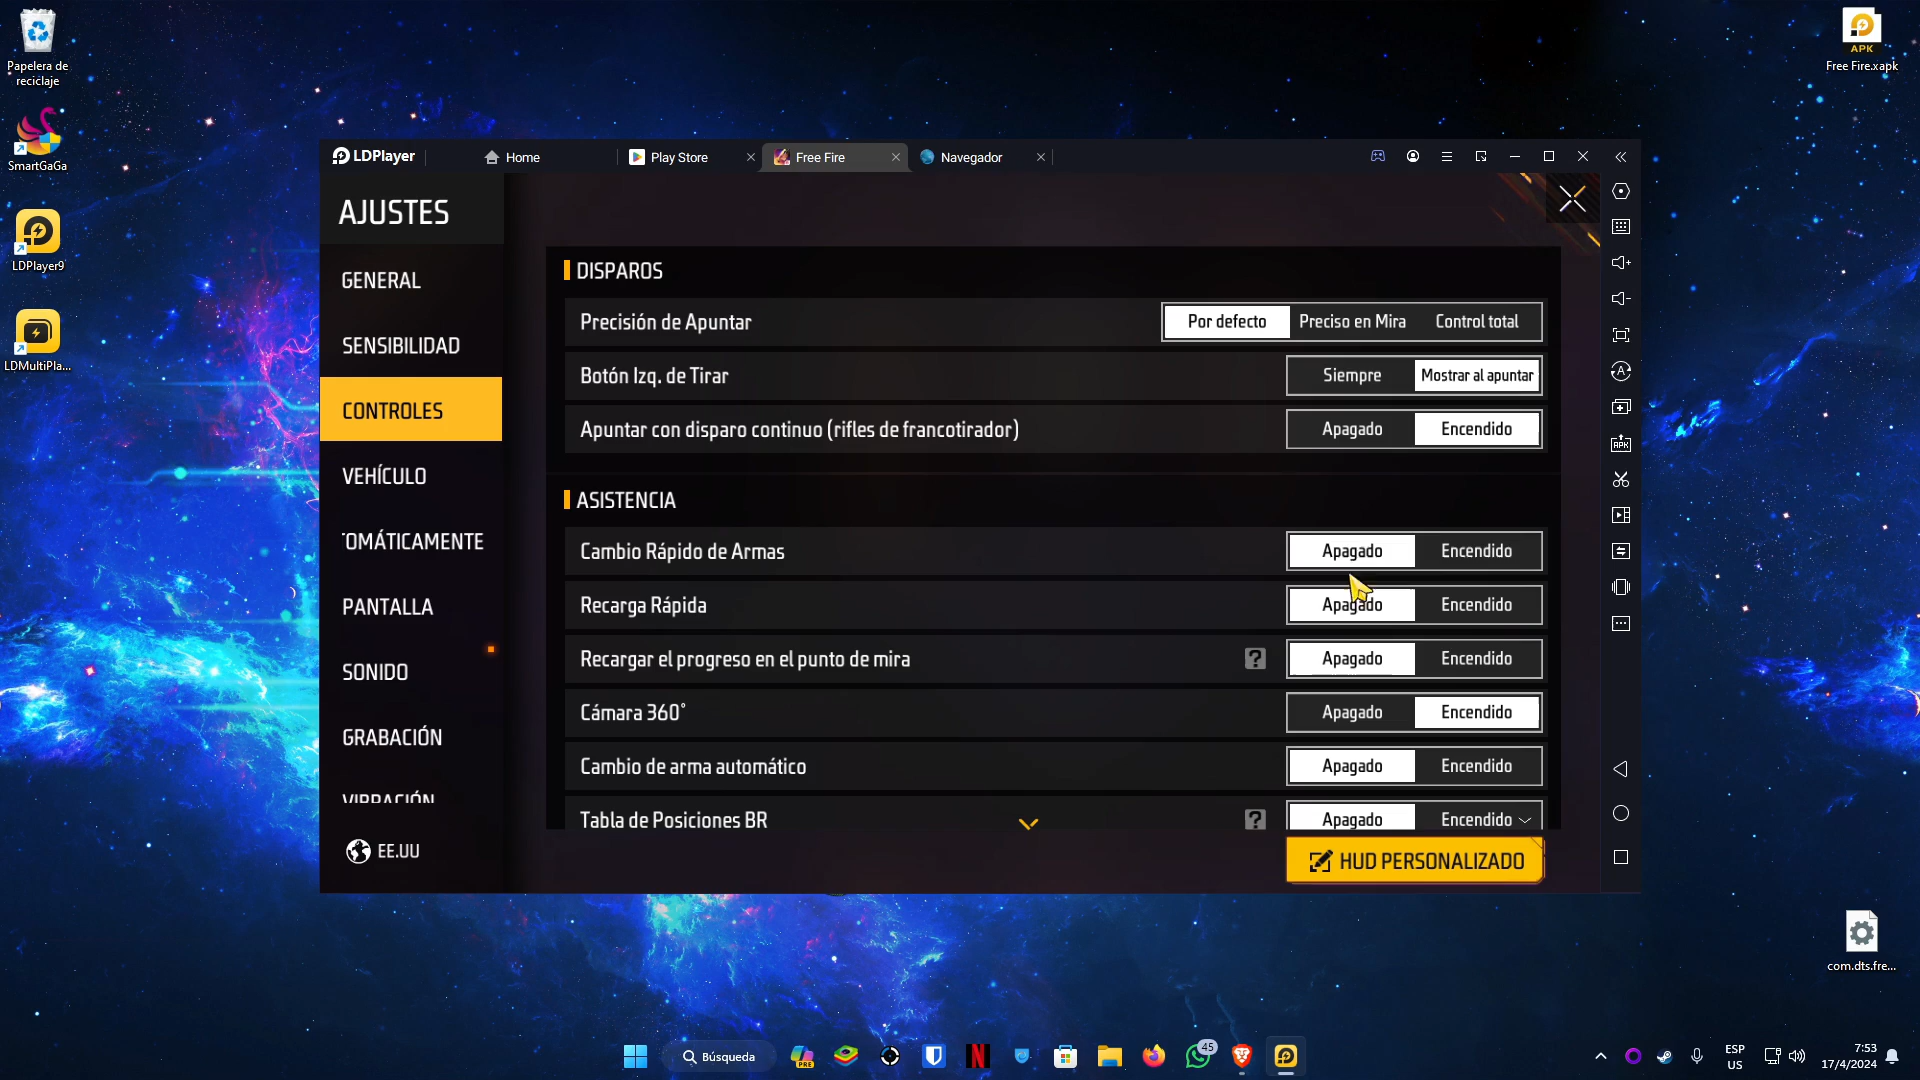 Papelera de
reciclaje
SmartGaGa
LDPlayer9
LDMultiPla...
APK
Free Fire.xapk
com.dts.fre...
LDPlayer
Home
Play Store
Free Fire
Navegador
AJUSTES
GENERAL
SENSIBILIDAD
CONTROLES
VEHÍCULO
TOMÁTICAMENTE
PANTALLA
SONIDO
GRABACIÓN
VIBRACIÓN
EE.UU
DISPAROS
Precisión de Apuntar
Por defecto
Preciso en Mira
Control total
Botón Izq. de Tirar
Siempre
Mostrar al apuntar
Apuntar con disparo continuo (rifles de francotirador)
Apagado
Encendido
ASISTENCIA
Cambio Rápido de Armas
Apagado
Encendido
Recarga Rápida
Apagado
Encendido
Recargar el progreso en el punto de mira
?
Apagado
Encendido
Cámara 360°
Apagado
Encendido
Cambio de arma automático
Apagado
Encendido
Tabla de Posiciones BR
?
Apagado
Encendido
HUD PERSONALIZADO
APK
Búsqueda
PRE
45
ESP
US
7:53
17/4/2024